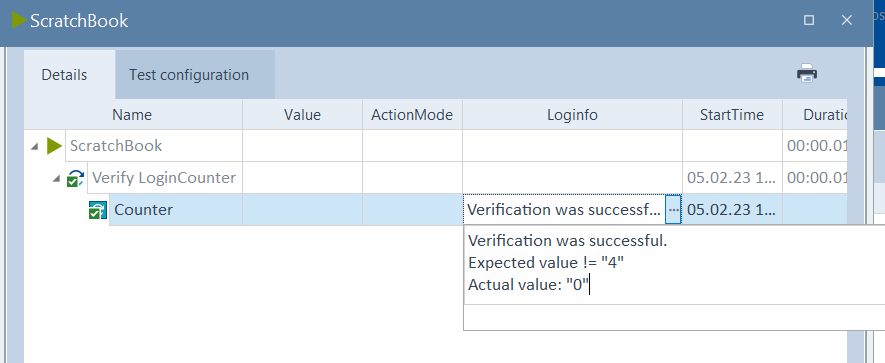 ScratchBook
os
Details
Test configuration
Name Value ActionMode Loginfo StartTime Duratio
ScratchBook 00:00.01
Verify LoginCounter 05.02.23 1... 00:00.01
Counter Verification was successf... ... 05.02.23 1...
Verification was successful.
Expected value != "4"
Actual value: "0"